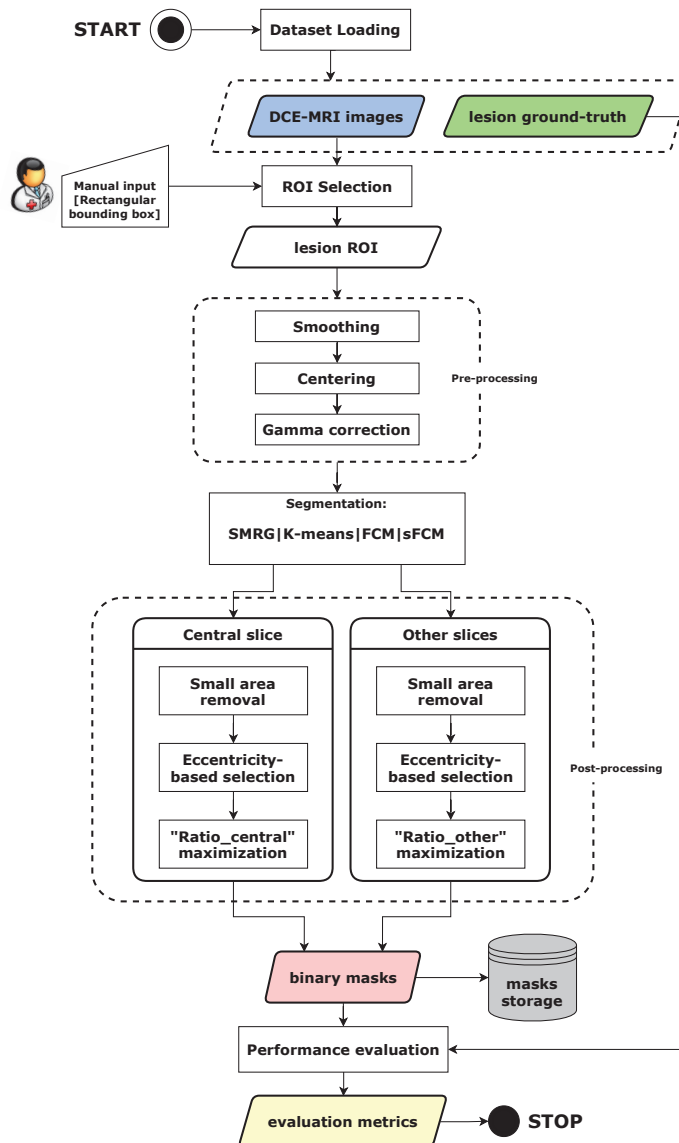 START
Dataset Loading
DCE-MRI images
lesion ground-truth
Manual input
[Rectangular
bounding box]
ROI Selection
lesion ROI
Smoothing
Centering
Gamma correction
Pre-processing
Segmentation:
SMRG|K-means|FCM|sFCM
Central slice
Other slices
Small area
removal
Small area
removal
Eccentricity-
based selection
Eccentricity-
based selection
"Ratio_central"
maximization
"Ratio_other"
maximization
Post-processing
binary masks
masks
storage
Performance evaluation
evaluation metrics
STOP